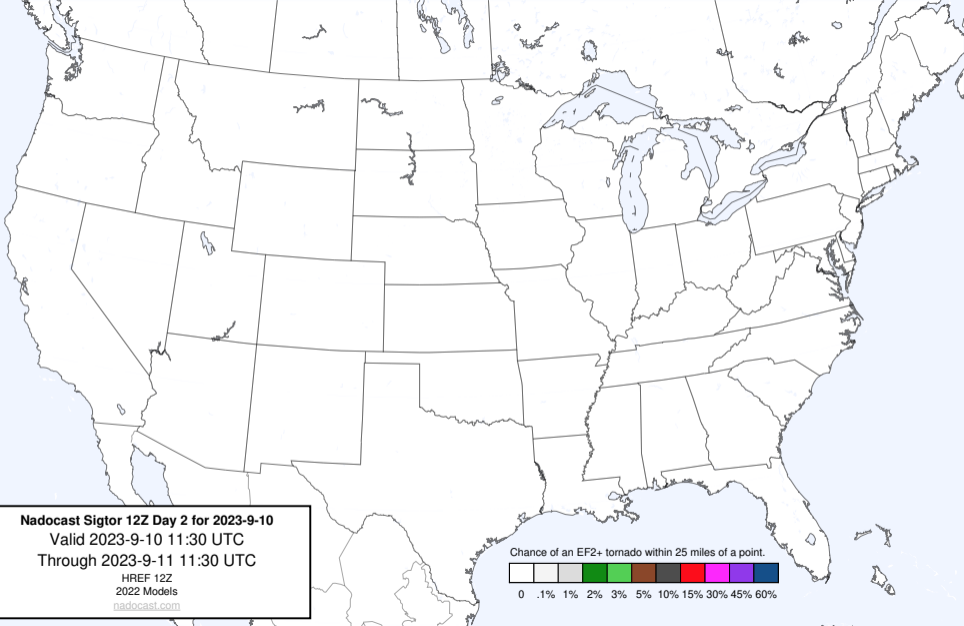 Nadocast Sigtor 12Z Day 2 for 2023-9-10
Valid 2023-9-10 11:30 UTC
Through 2023-9-11 11:30 UTC
HREF 12Z
2022 Models
nadocast.com
Chance of an EF2+ tornado within 25 miles of a point.
0 .1% 1% 2% 3% 5% 10% 15% 30% 45% 60%